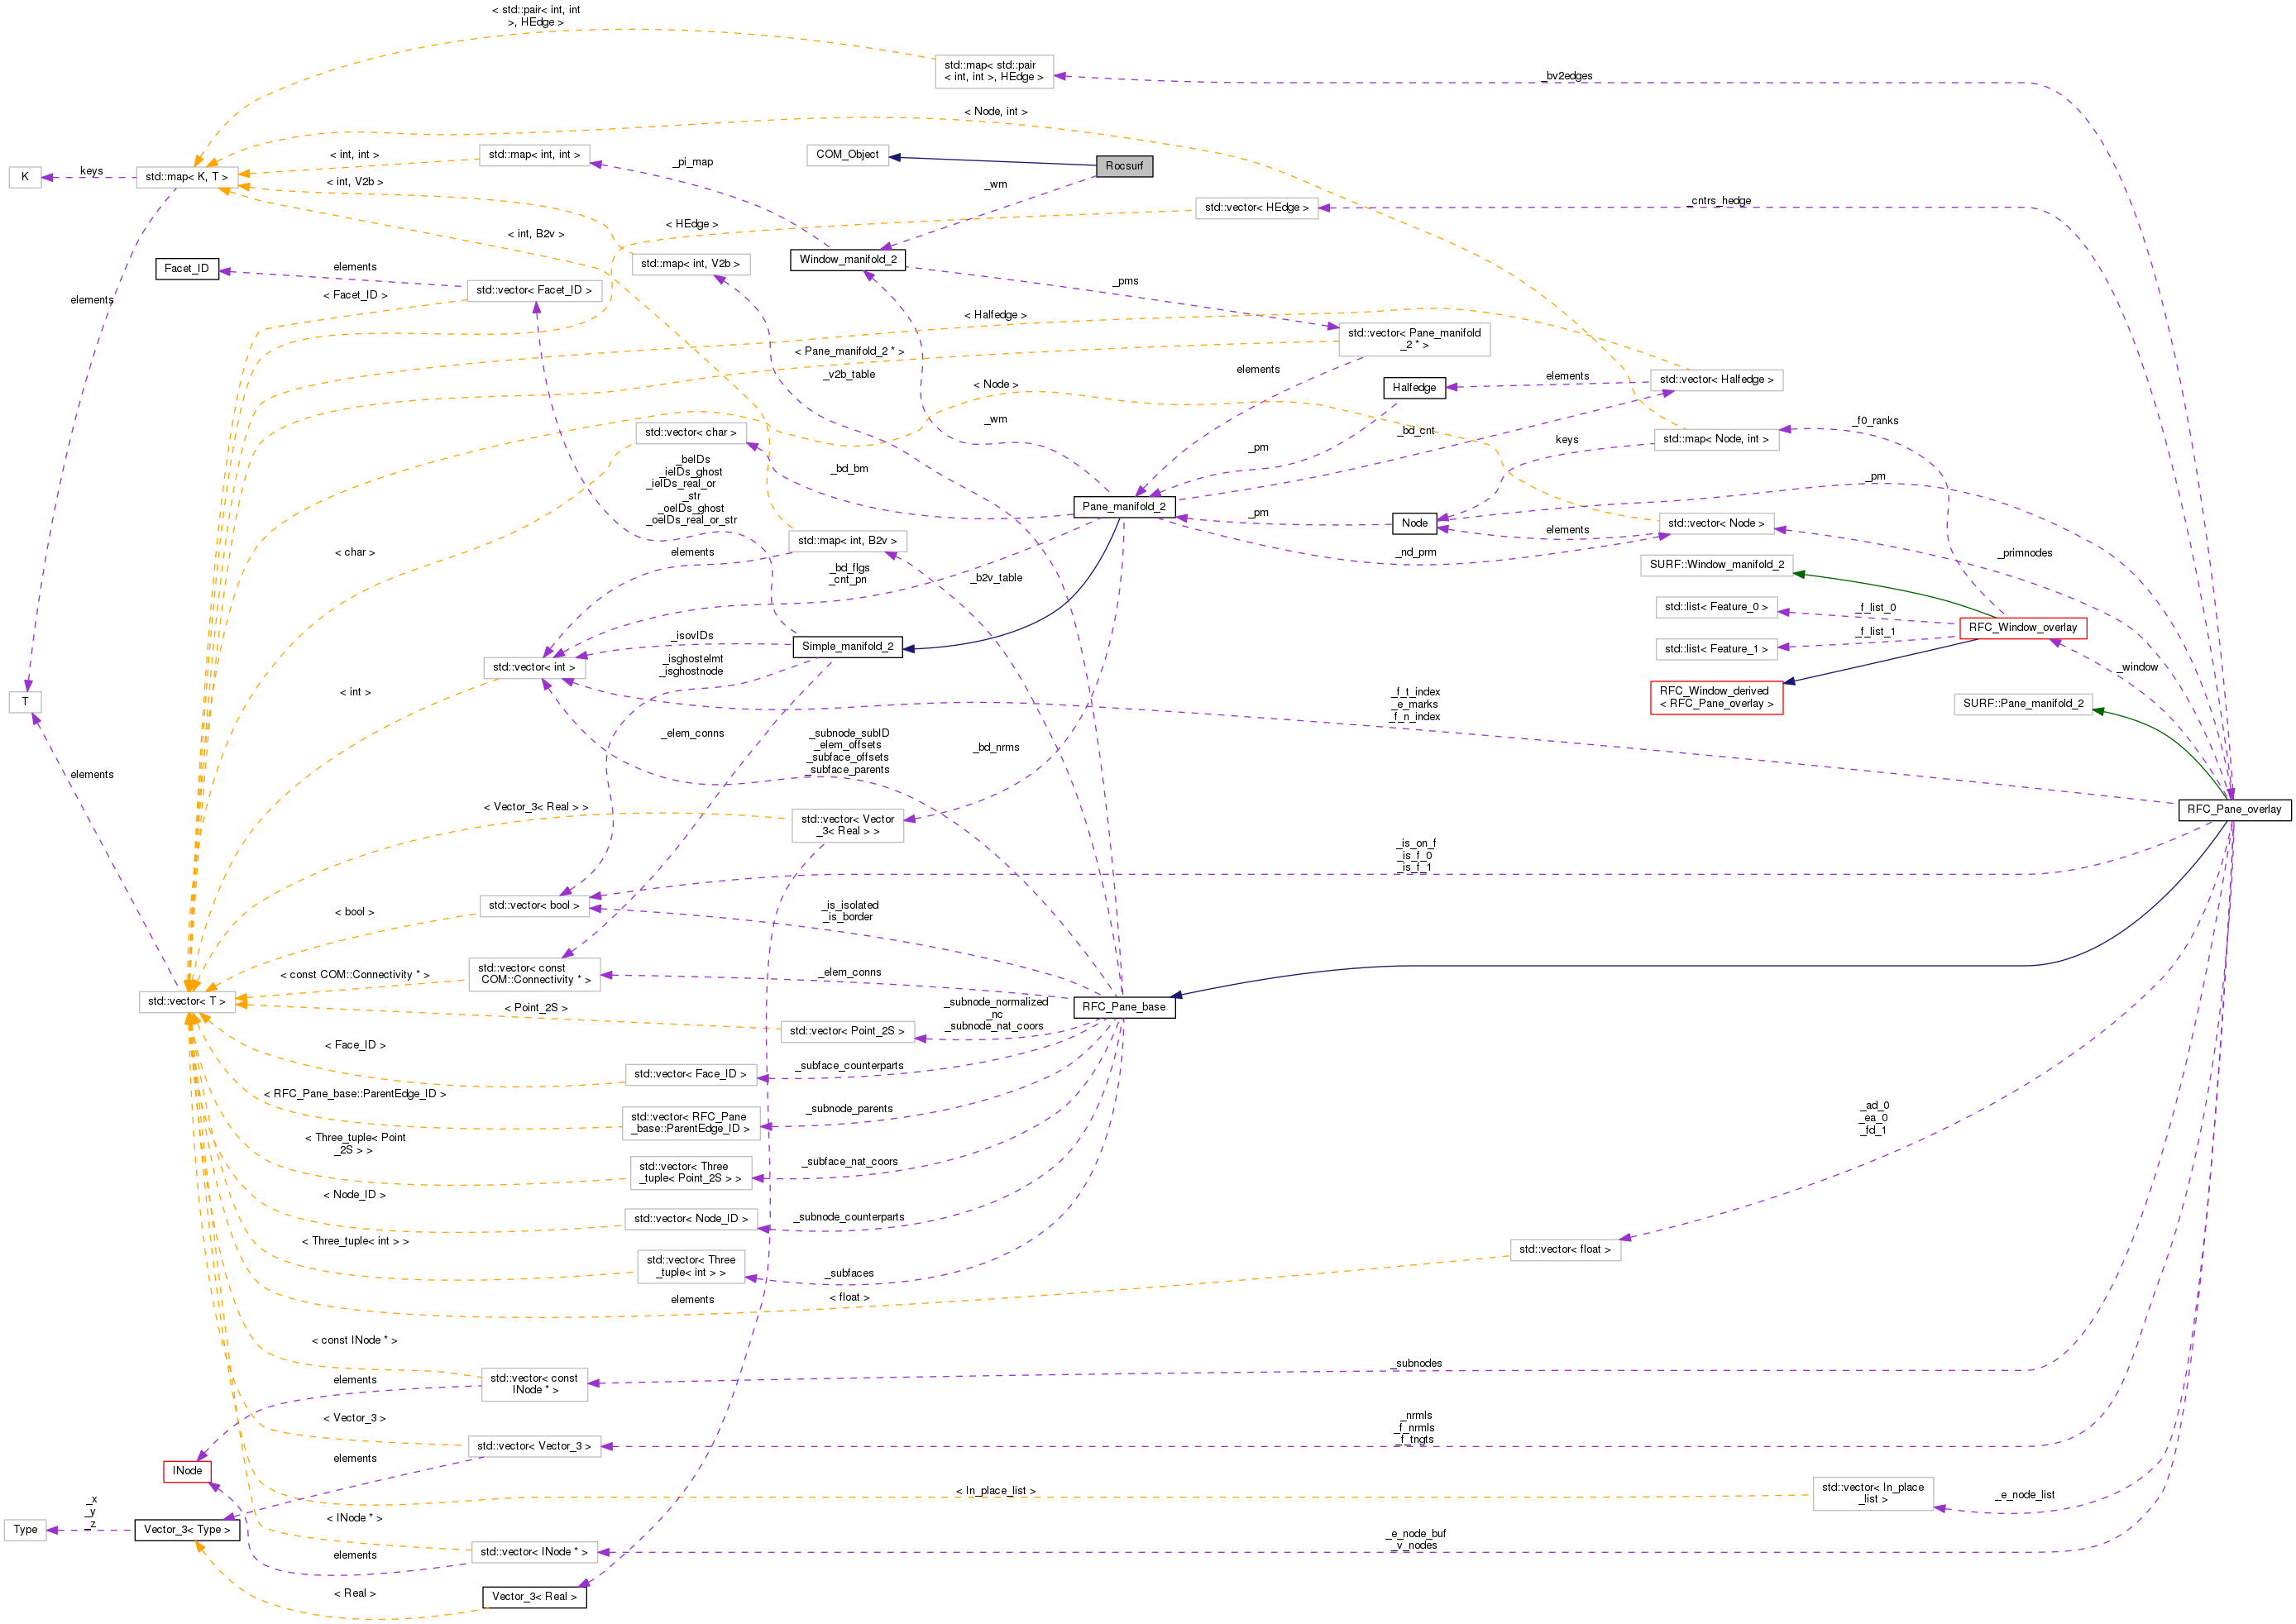 < std::pair< int, int
>, HEdge >
std::map< std::pair
< int, int >, HEdge >
_bv2edges
< Node, int >
K
keys
std::map< K, T >
< int, int >
std::map< int, int >
_pi_map
COM_Object
Rocsurf
_wm
< int, V2b >
std::vector< HEdge >
_cntrs_hedge
< HEdge >
< int, B2v >
Facet_ID
elements
std::map< int, V2b >
Window_manifold_2
std::vector< Facet_ID >
< Facet_ID >
_pms
elements
< Halfedge >
std::vector< Pane_manifold
_2 * >
< Pane_manifold_2 * >
_v2b_table
elements
Halfedge
elements
std::vector< Halfedge >
< Node >
_wm
_bd_cnt
_f0_ranks
std::vector< char >
std::map< Node, int >
keys
_pm
_beIDs
_ieIDs_ghost
_ieIDs_real_or
_str
_oeIDs_ghost
_oeIDs_real_or_str
_bd_bm
_pm
Pane_manifold_2
_pm
Node
elements
std::vector< Node >
< char >
std::map< int, B2v >
elements
_nd_prm
_primnodes
_bd_flgs
_cnt_pn
_b2v_table
SURF::Window_manifold_2
std::list< Feature_0 >
_f_list_0
RFC_Window_overlay
_isovIDs
Simple_manifold_2
std::list< Feature_1 >
_f_list_1
std::vector< int >
_isghostelmt
_isghostnode
_window
T
< int >
_f_t_index
_e_marks
_f_n_index
RFC_Window_derived
< RFC_Pane_overlay >
SURF::Pane_manifold_2
_elem_conns
_subnode_subID
_elem_offsets
_subface_offsets
_subface_parents
_bd_nrms
elements
< Vector_3< Real > >
std::vector< Vector
_3< Real > >
RFC_Pane_overlay
_is_on_f
_is_f_0
_is_f_1
< bool >
std::vector< bool >
_is_isolated
_is_border
< const COM::Connectivity * >
std::vector< const
COM::Connectivity * >
_elem_conns
std::vector< T >
< Point_2S >
std::vector< Point_2S >
_subnode_normalized
_nc
_subnode_nat_coors
RFC_Pane_base
< Face_ID >
std::vector< Face_ID >
_subface_counterparts
< RFC_Pane_base::ParentEdge_ID >
std::vector< RFC_Pane
_base::ParentEdge_ID >
_subnode_parents
_ad_0
_ea_0
_fd_1
< Three_tuple< Point
_2S > >
std::vector< Three
_tuple< Point_2S > >
_subface_nat_coors
< Node_ID >
std::vector< Node_ID >
_subnode_counterparts
< Three_tuple< int > >
std::vector< Three
_tuple< int > >
_subfaces
std::vector< float >
elements
< float >
< const INode * >
std::vector< const
INode * >
elements
_subnodes
< Vector_3 >
std::vector< Vector_3 >
elements
_nrmls
_f_nrmls
_f_tngts
INode
< In_place_list >
std::vector< In_place
_list >
_e_node_list
Type
_x
_y
_z
Vector_3< Type >
< INode * >
std::vector< INode * >
elements
_e_node_buf
_v_nodes
< Real >
Vector_3< Real >